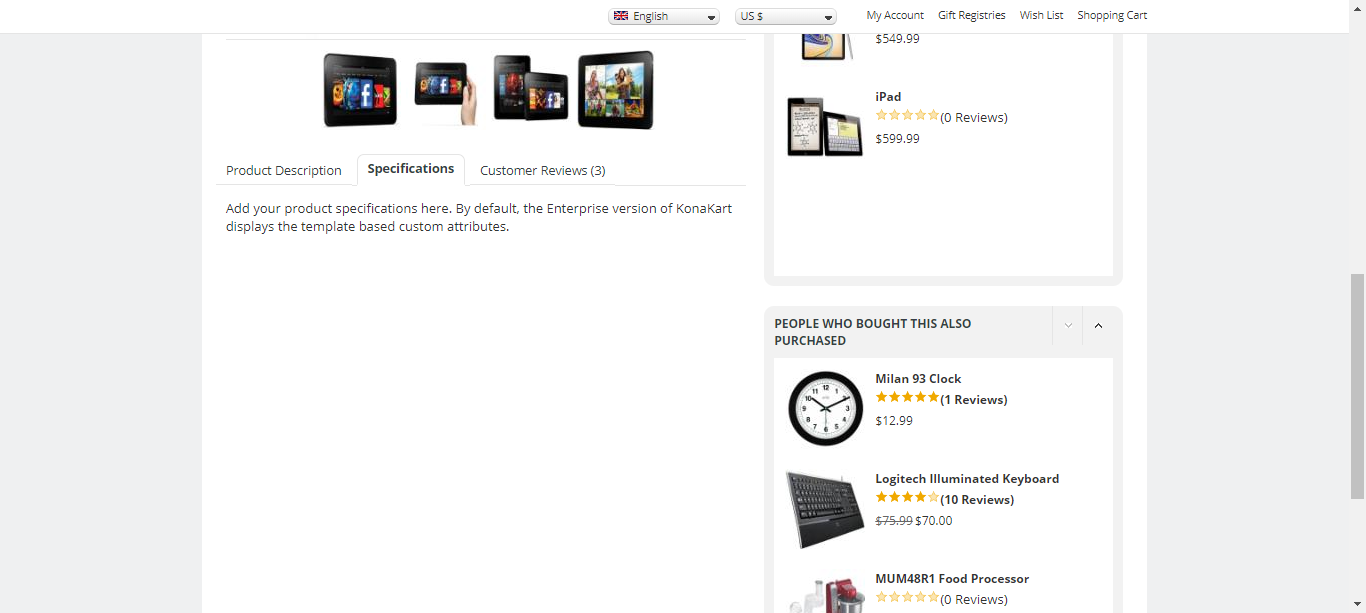 English
US $
My Account
Gift Registries
Wish List
Shopping Cart
$549.99
iPad
(0 Reviews)
$599.99
Product Description
Specifications
Customer Reviews (3)
Add your product specifications here. By default, the Enterprise version of KonaKart
displays the template based custom attributes.
PEOPLE WHO BOUGHT THIS ALSO
PURCHASED
Milan 93 Clock
(1 Reviews)
$12.99
Logitech Illuminated Keyboard
(10 Reviews)
$75.99 $70.00
MUM48R1 Food Processor
(0 Reviews)